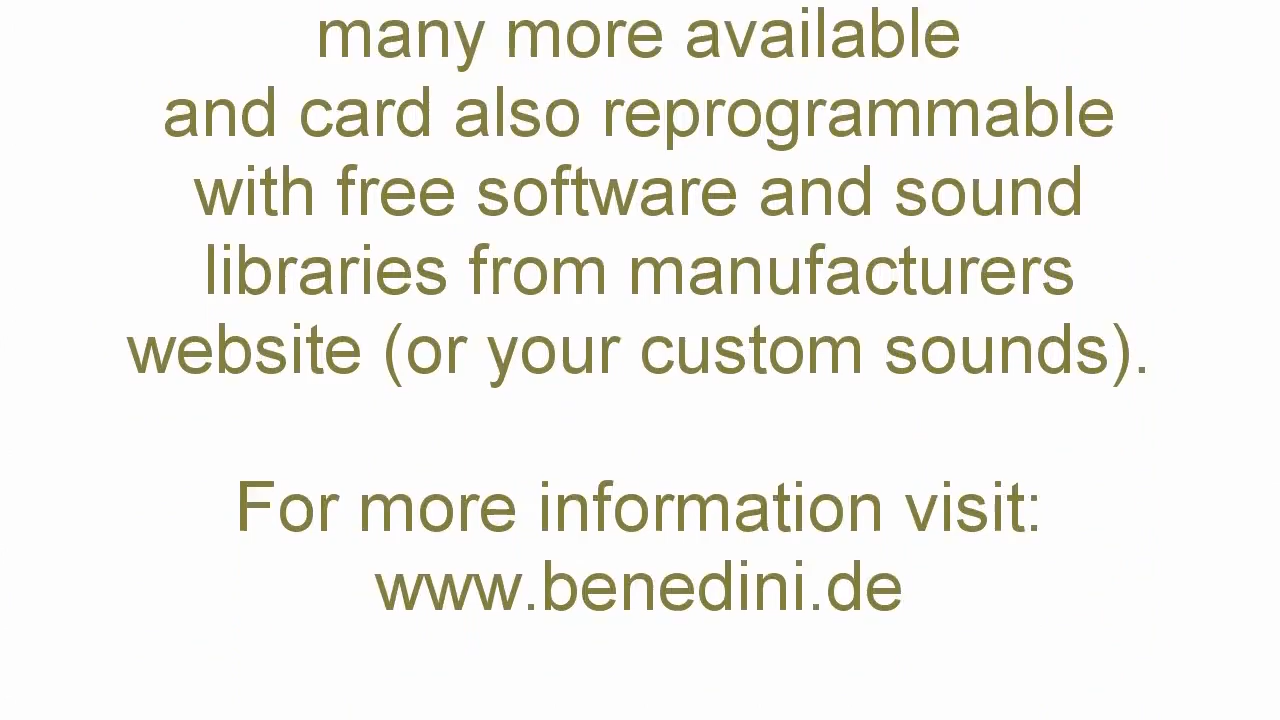 many more available
and card also reprogrammable
with free software and sound
libraries from manufacturers
website (or your custom sounds).
For more information visit:
www.benedini.de